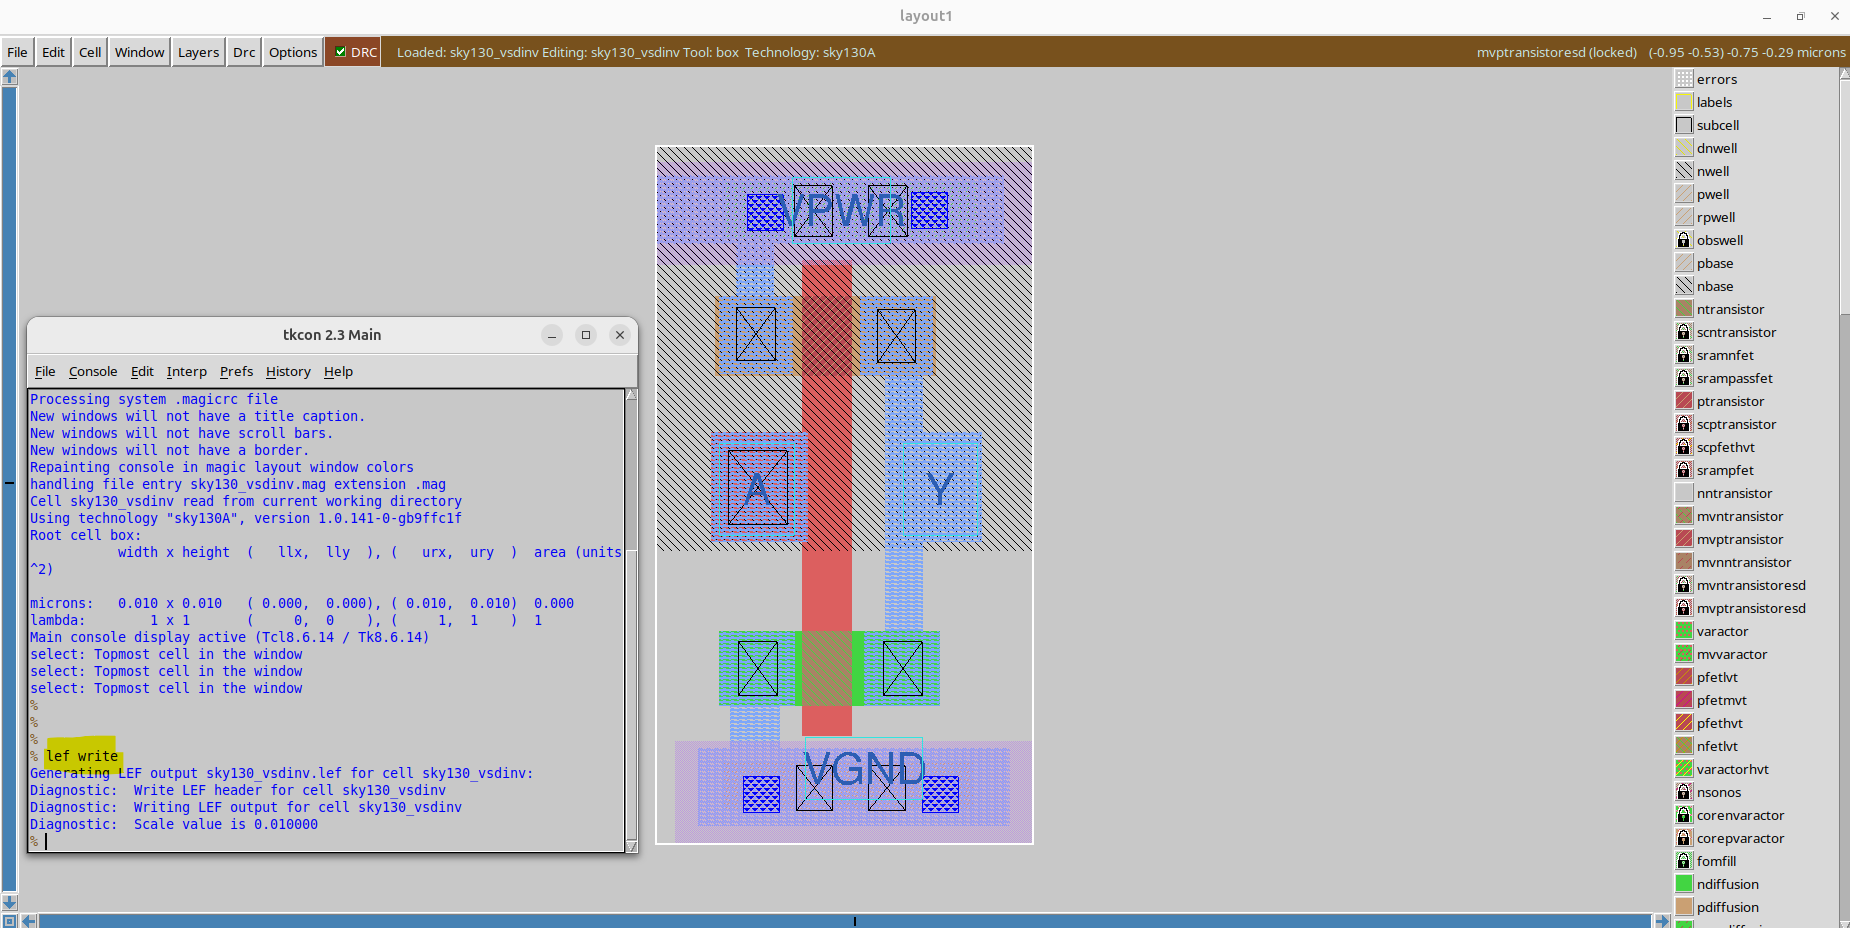 layout1
File Edit Cell Window Layers Drc Options DRC Loaded: sky130_vsdinv Editing: sky130_vsdinv Tool: box Technology: sky130A mvptransistoresd (locked) (-0.95 -0.53) -0.75 -0.29 microns
VPWR
A
Y
VGND
tkcon 2.3 Main
File Console Edit Interp Prefs History Help
Processing system .magicrc file
New windows will not have a title caption.
New windows will not have scroll bars.
New windows will not have a border.
Repainting console in magic layout window colors
handling file entry sky130_vsdinv.mag extension .mag
Cell sky130_vsdinv read from current working directory
Using technology "sky130A", version 1.0.141-0-gb9ffc1f
Root cell box:
width x height ( llx, lly ), ( urx, ury ) area (units
^2)
microns: 0.010 x 0.010 ( 0.000, 0.000), ( 0.010, 0.010) 0.000
lambda: 1 x 1 ( 0, 0 ), ( 1, 1 ) 1
Main console display active (Tcl8.6.14 / Tk8.6.14)
select: Topmost cell in the window
select: Topmost cell in the window
select: Topmost cell in the window
%
%
%
% lef write
Generating LEF output sky130_vsdinv.lef for cell sky130_vsdinv:
Diagnostic: Write LEF header for cell sky130_vsdinv
Diagnostic: Writing LEF output for cell sky130_vsdinv
Diagnostic: Scale value is 0.010000
%
errors
labels
subcell
dnwell
nwell
pwell
rpwell
obswell
pbase
nbase
ntransistor
scntransistor
sramnfet
srampassfet
ptransistor
scptransistor
scpfethvt
srampfet
nntransistor
mvntransistor
mvptransistor
mvnntransistor
mvntransistoresd
mvptransistoresd
varactor
mvvaractor
pfetlvt
pfetmvt
pfethvt
nfetlvt
varactorhvt
nsonos
corenvaractor
corepvaractor
fomfill
ndiffusion
pdiffusion